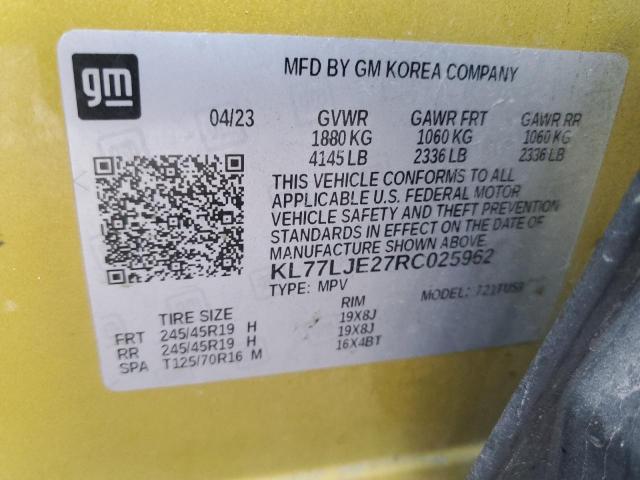 gm
MFD BY GM KOREA COMPANY
04/23 GVWR GAWR FRT GAWR RR
1880 KG 1060 KG 1060 KG
4145 LB 2336 LB 2336 LB
THIS VEHICLE CONFORMS TO ALL
APPLICABLE U.S. FEDERAL MOTOR
VEHICLE SAFETY AND THEFT PREVENTION
STANDARDS IN EFFECT ON THE DATE OF
MANUFACTURE SHOWN ABOVE.
KL77LJE27RC025962
TYPE: MPV MODEL:
TIRE SIZE RIM
FRT 245/45R19 H 19X8J
RR 245/45R19 H 19X8J
SPA T125/70R16 M 16X4BT